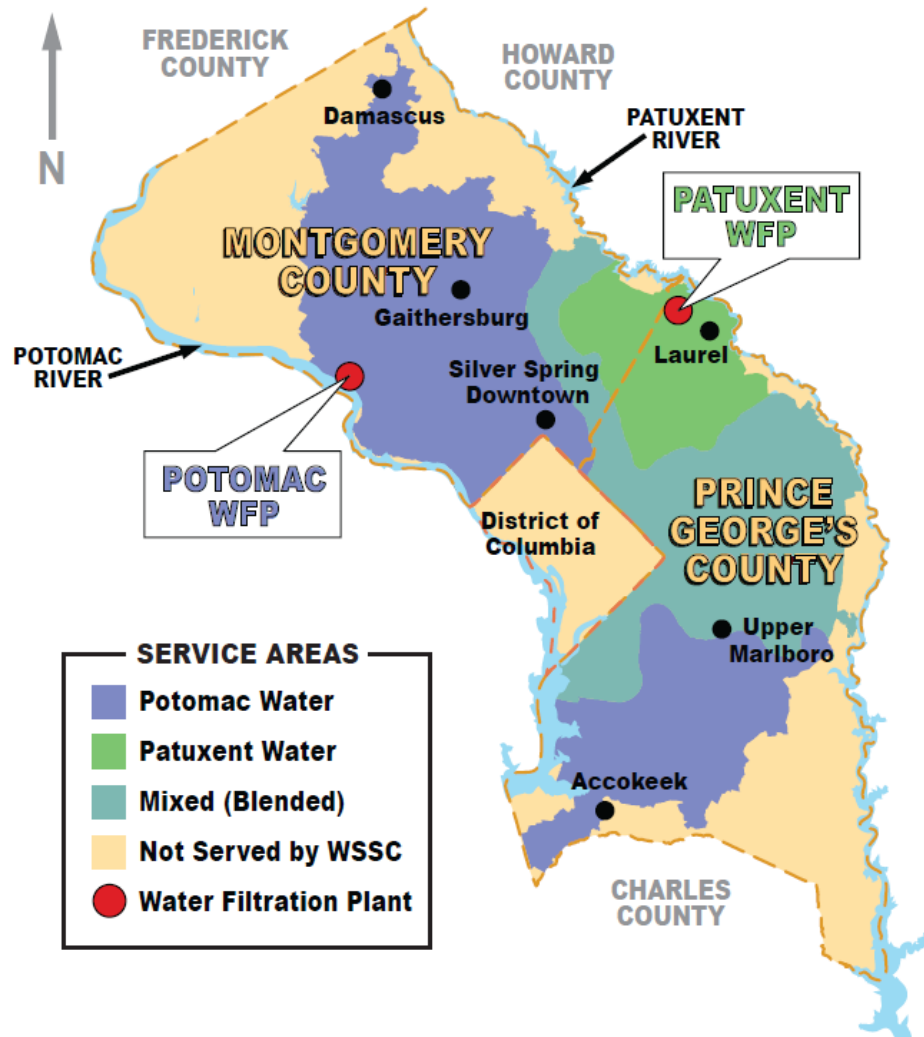 FREDERICK
COUNTY
HOWARD
COUNTY
N
Damascus
PATUXENT
RIVER
PATUXENT
WFP
MONTGOMERY
COUNTY
Gaithersburg
Laurel
POTOMAC
RIVER
Silver Spring
Downtown
POTOMAC
WFP
PRINCE
GEORGE'S
COUNTY
District of
Columbia
Upper
Marlboro
SERVICE AREAS
Potomac Water
Patuxent Water
Mixed (Blended)
Not Served by WSSC
Water Filtration Plant
Accokeek
CHARLES
COUNTY